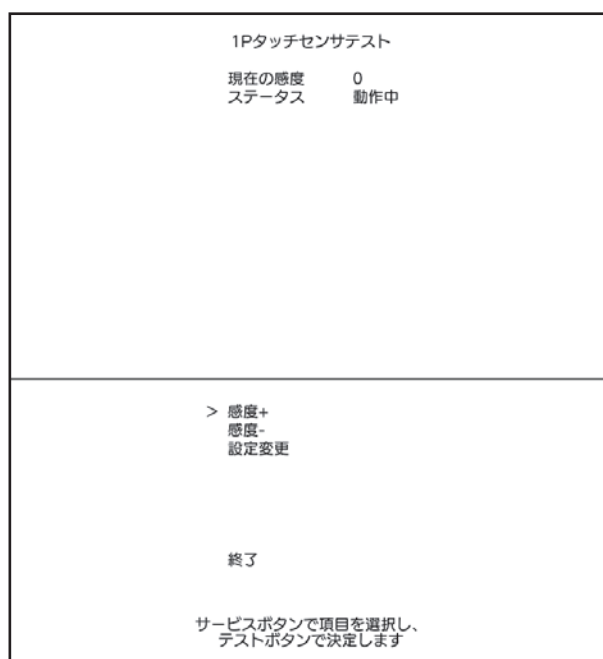 1Pタッチセンサテスト
現在の感度 0
ステータス 動作中
> 感度+
感度-
設定変更
終了
サービスボタンで項目を選択し、
テストボタンで決定します